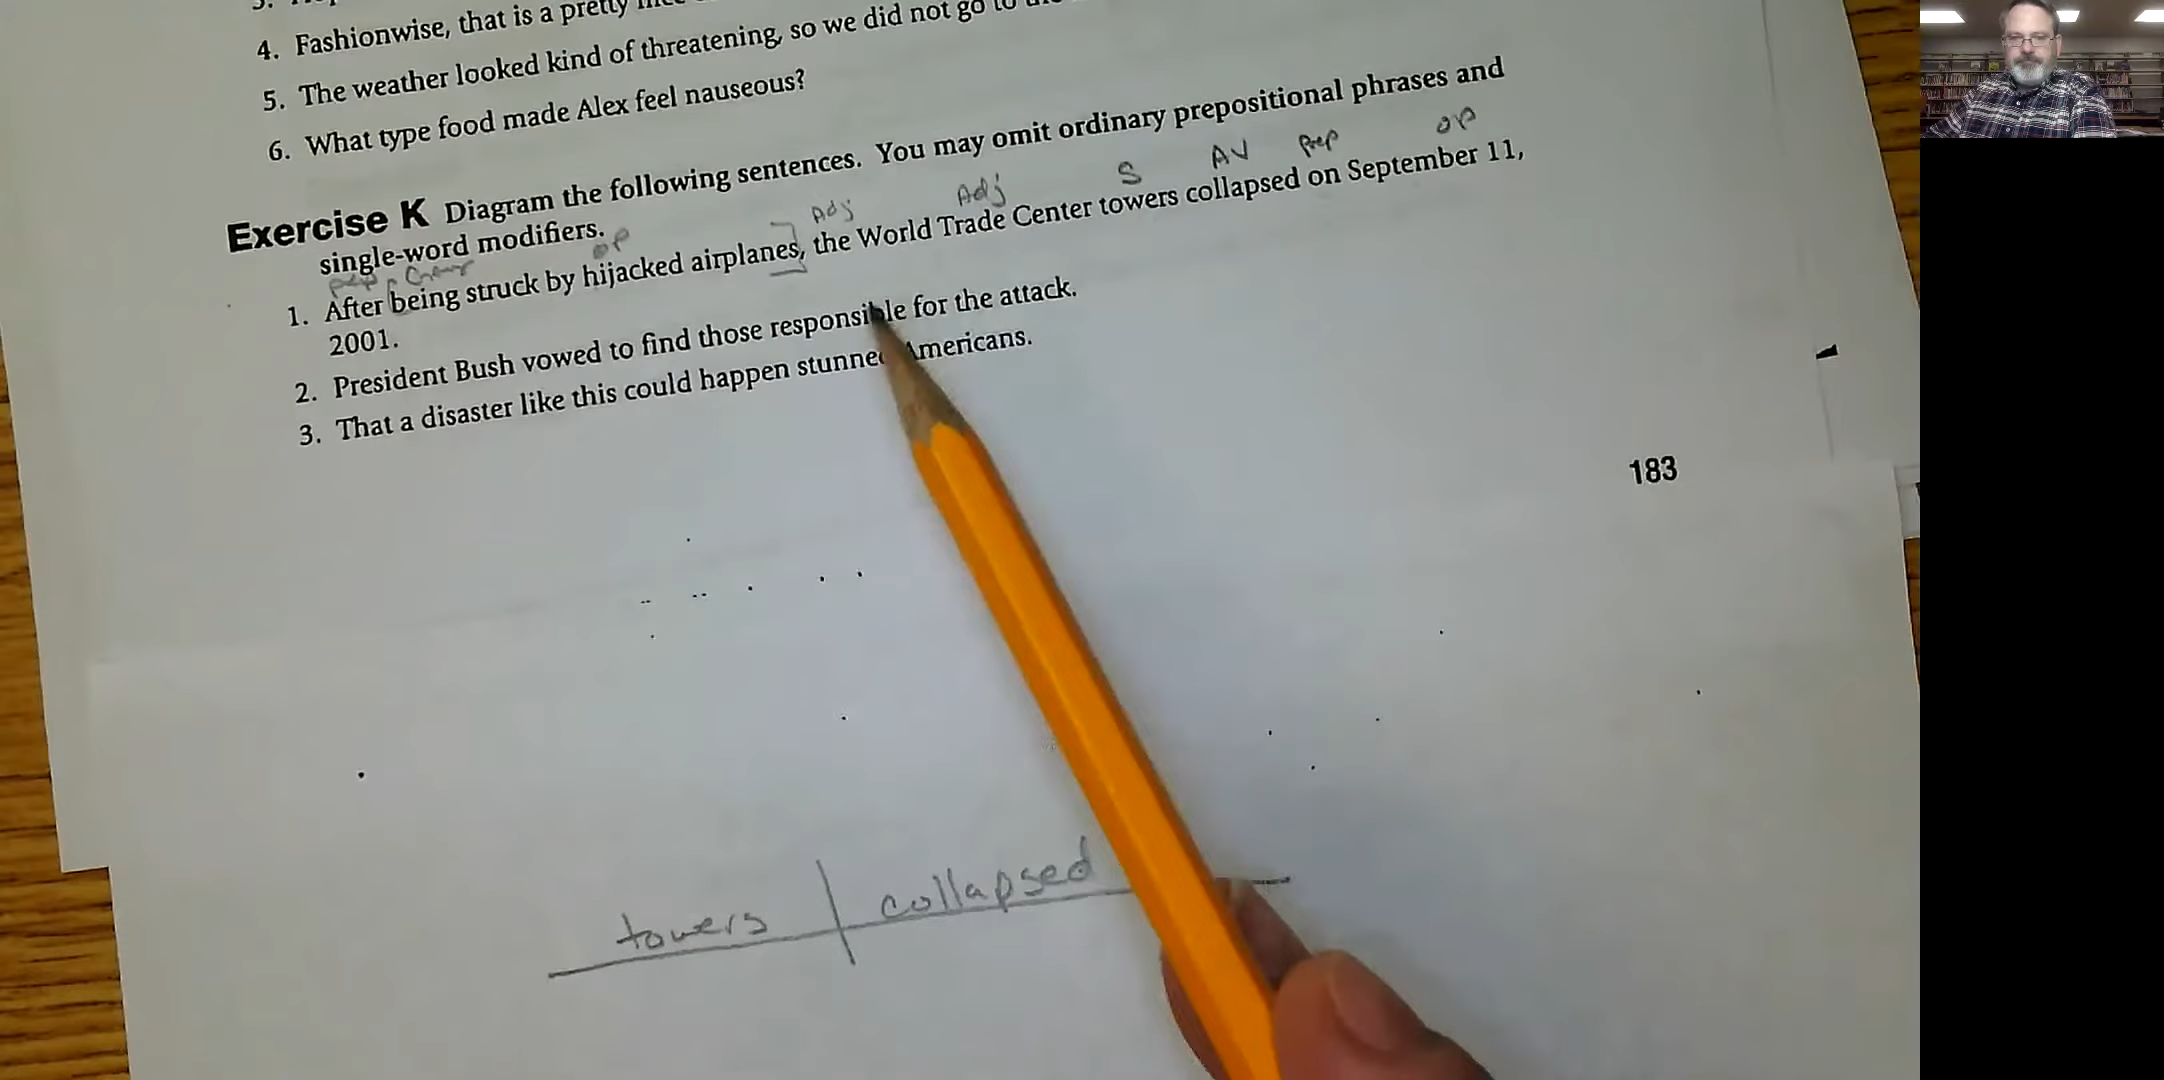 4. Fashionwise, that is a pretty
5. The weather looked kind of threatening, so we did not go to
6. What type food made Alex feel nauseous?
Exercise K Diagram the following sentences. You may omit ordinary prepositional phrases and
single-word modifiers.
prep OP Adj Adj S AV prep OP
1. After being struck by hijacked airplanes, the World Trade Center towers collapsed on September 11,
2001.
2. President Bush vowed to find those responsible for the attack.
3. That a disaster like this could happen stunned Americans.
183
towers collapsed